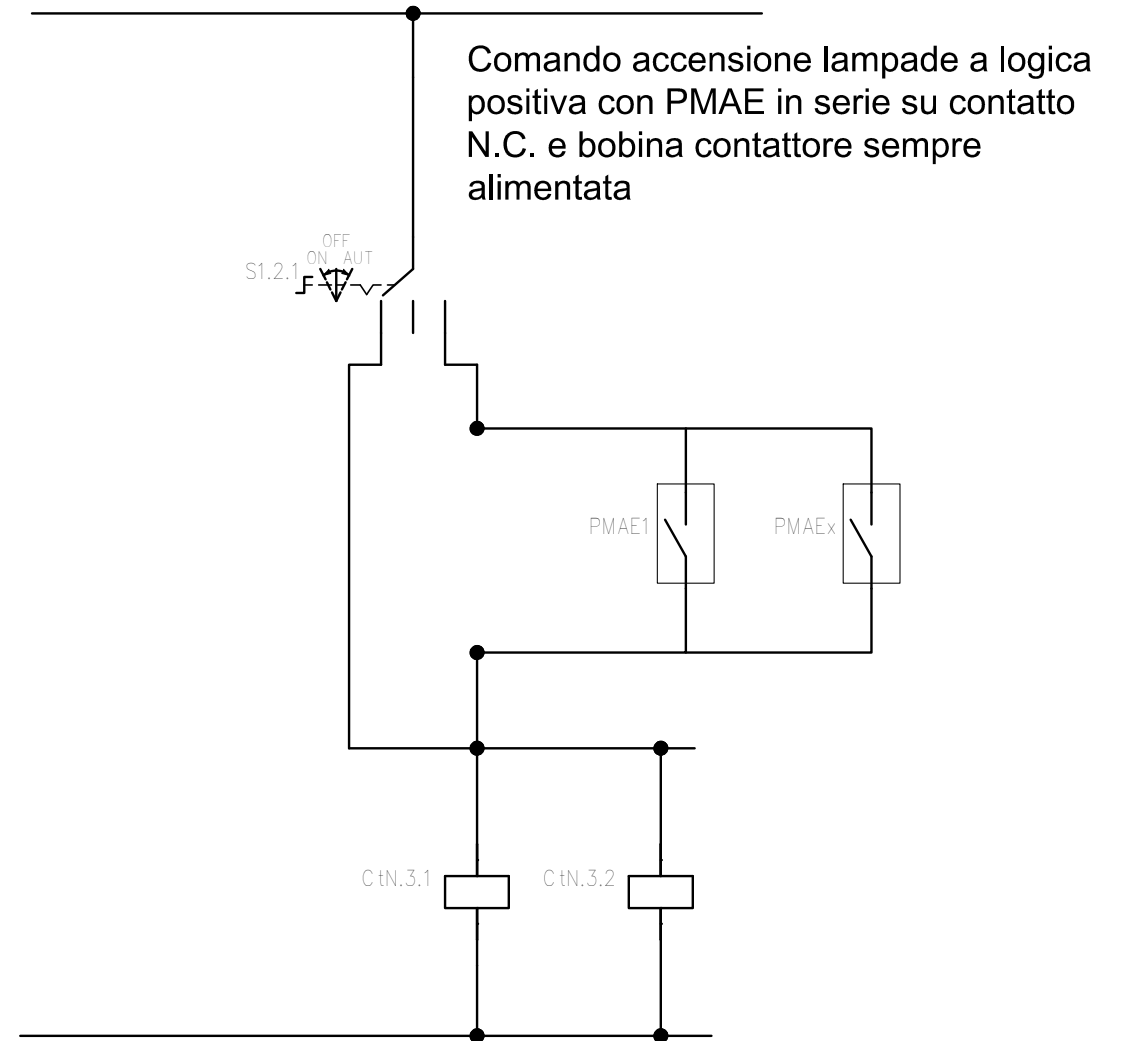 Comando accensione lampade a logica
positiva con PMAE in serie su contatto
N.C. e bobina contattore sempre
alimentata
OFF
ON AUT
S1.2.1
PMAE1
PMAEx
CtN.3.1
CtN.3.2